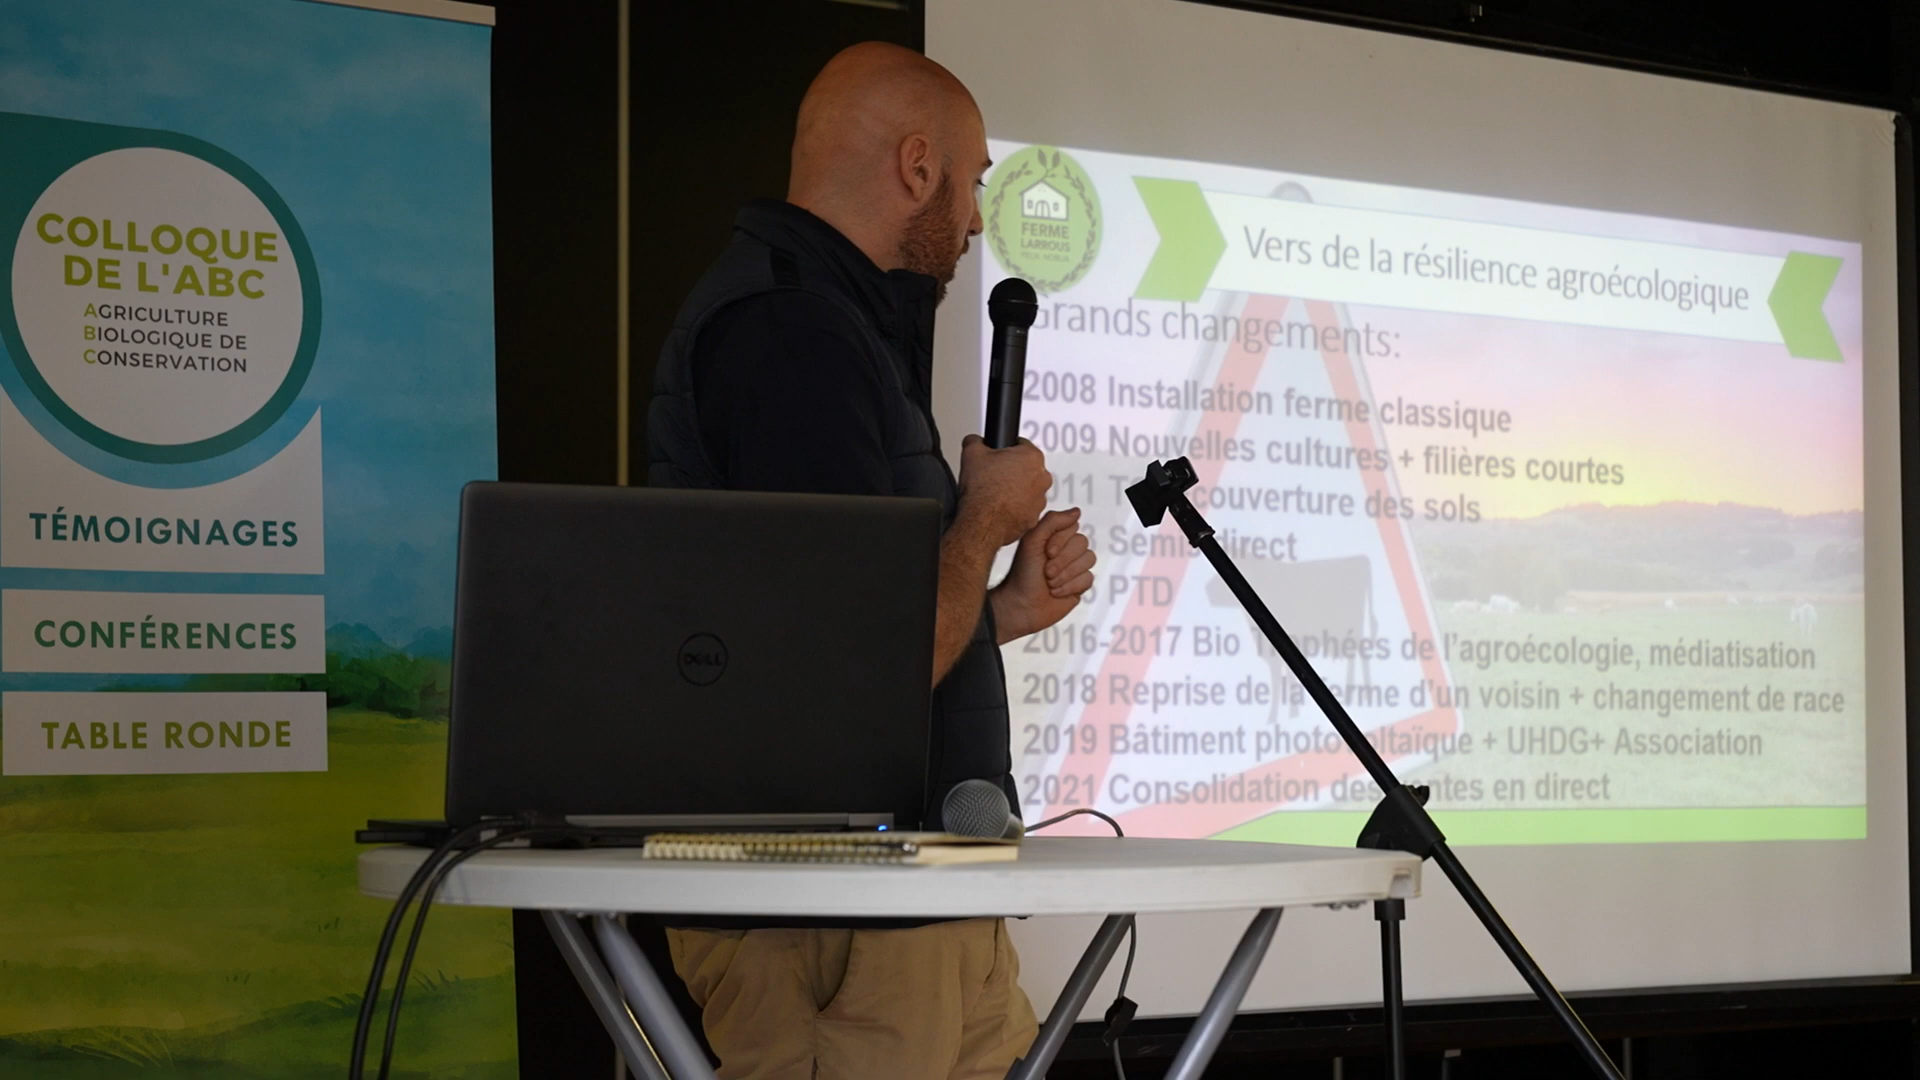 COLLOQUE
DE L'ABC
AGRICULTURE
BIOLOGIQUE DE
CONSERVATION
TÉMOIGNAGES
CONFÉRENCES
TABLE RONDE
DELL
FERME
LARROUS
Vers de la résilience agroécologique
Grands changements:
2008 Installation ferme classique
2009 Nouvelles cultures + filières courtes
couverture des sols
Semis direct
PTD
2016-2017 Bio Trophées de l'agroécologie, médiatisation
2018 Reprise de la ferme d'un voisin + changement de race
2019 Bâtiment photovoltaïque + UHDG+ Association
2021 Consolidation des ventes en direct